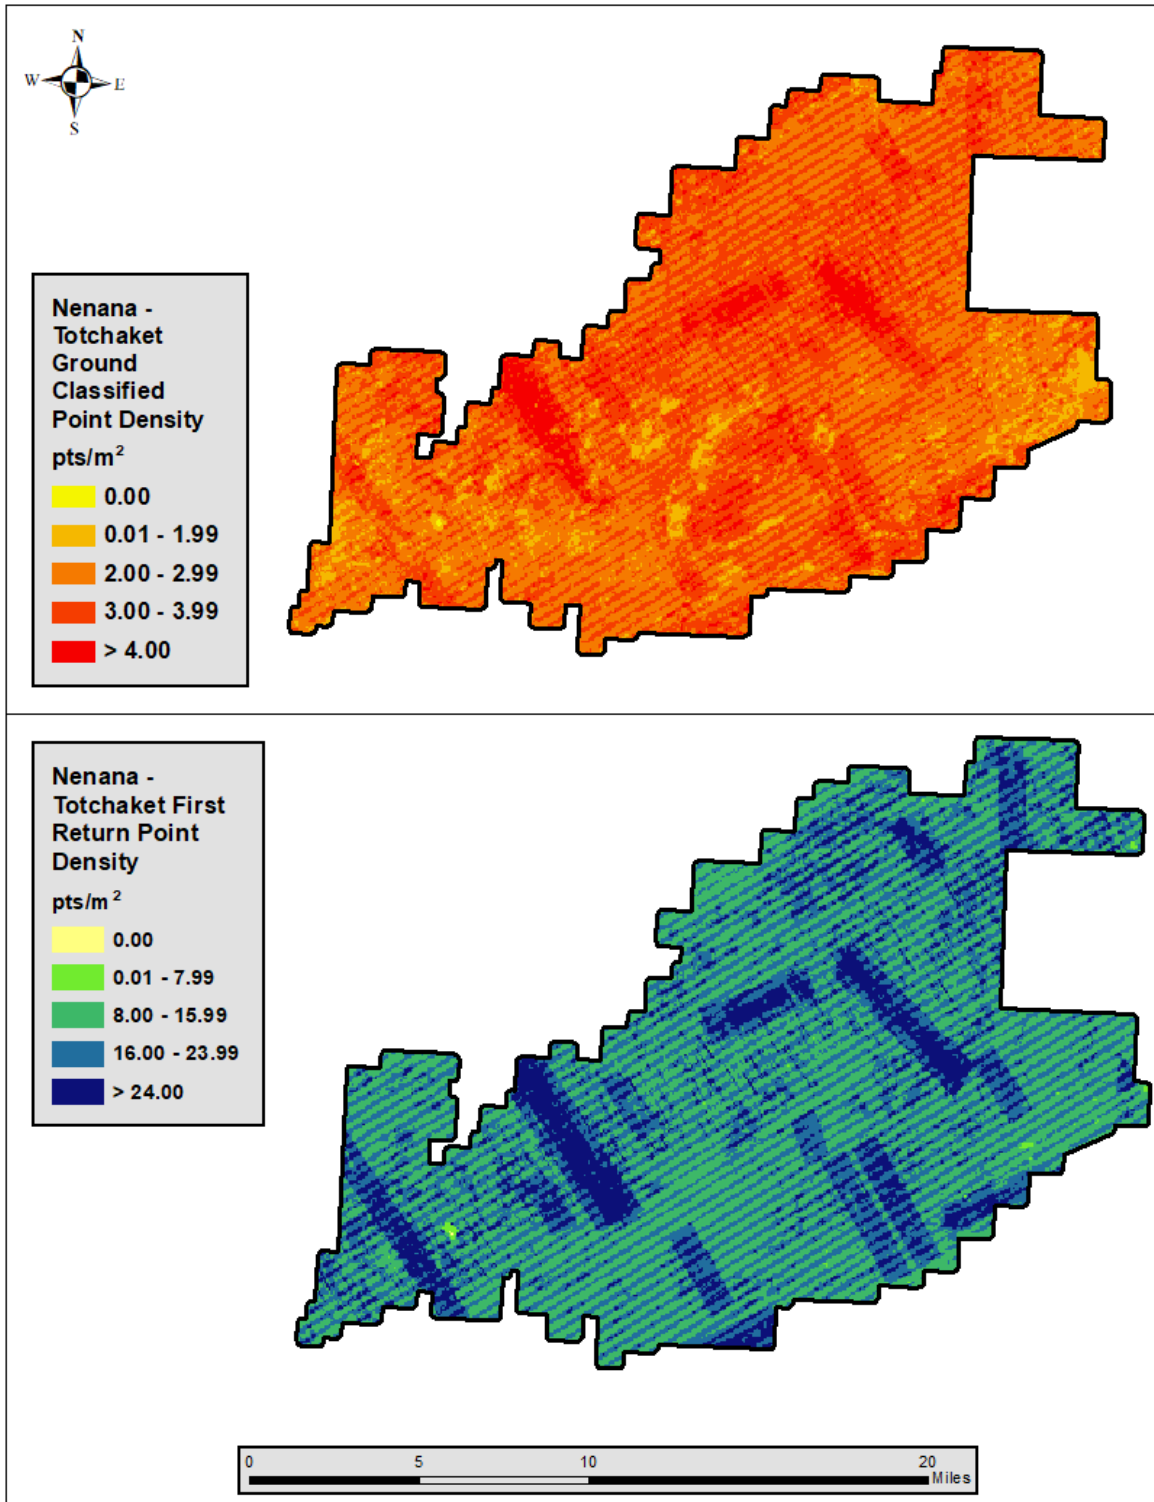 N
W E
S
Nenana -
Totchaket
Ground
Classified
Point Density
pts/m²
0.00
0.01 - 1.99
2.00 - 2.99
3.00 - 3.99
> 4.00
Nenana -
Totchaket First
Return Point
Density
pts/m²
0.00
0.01 - 7.99
8.00 - 15.99
16.00 - 23.99
> 24.00
0 5 10 20
Miles